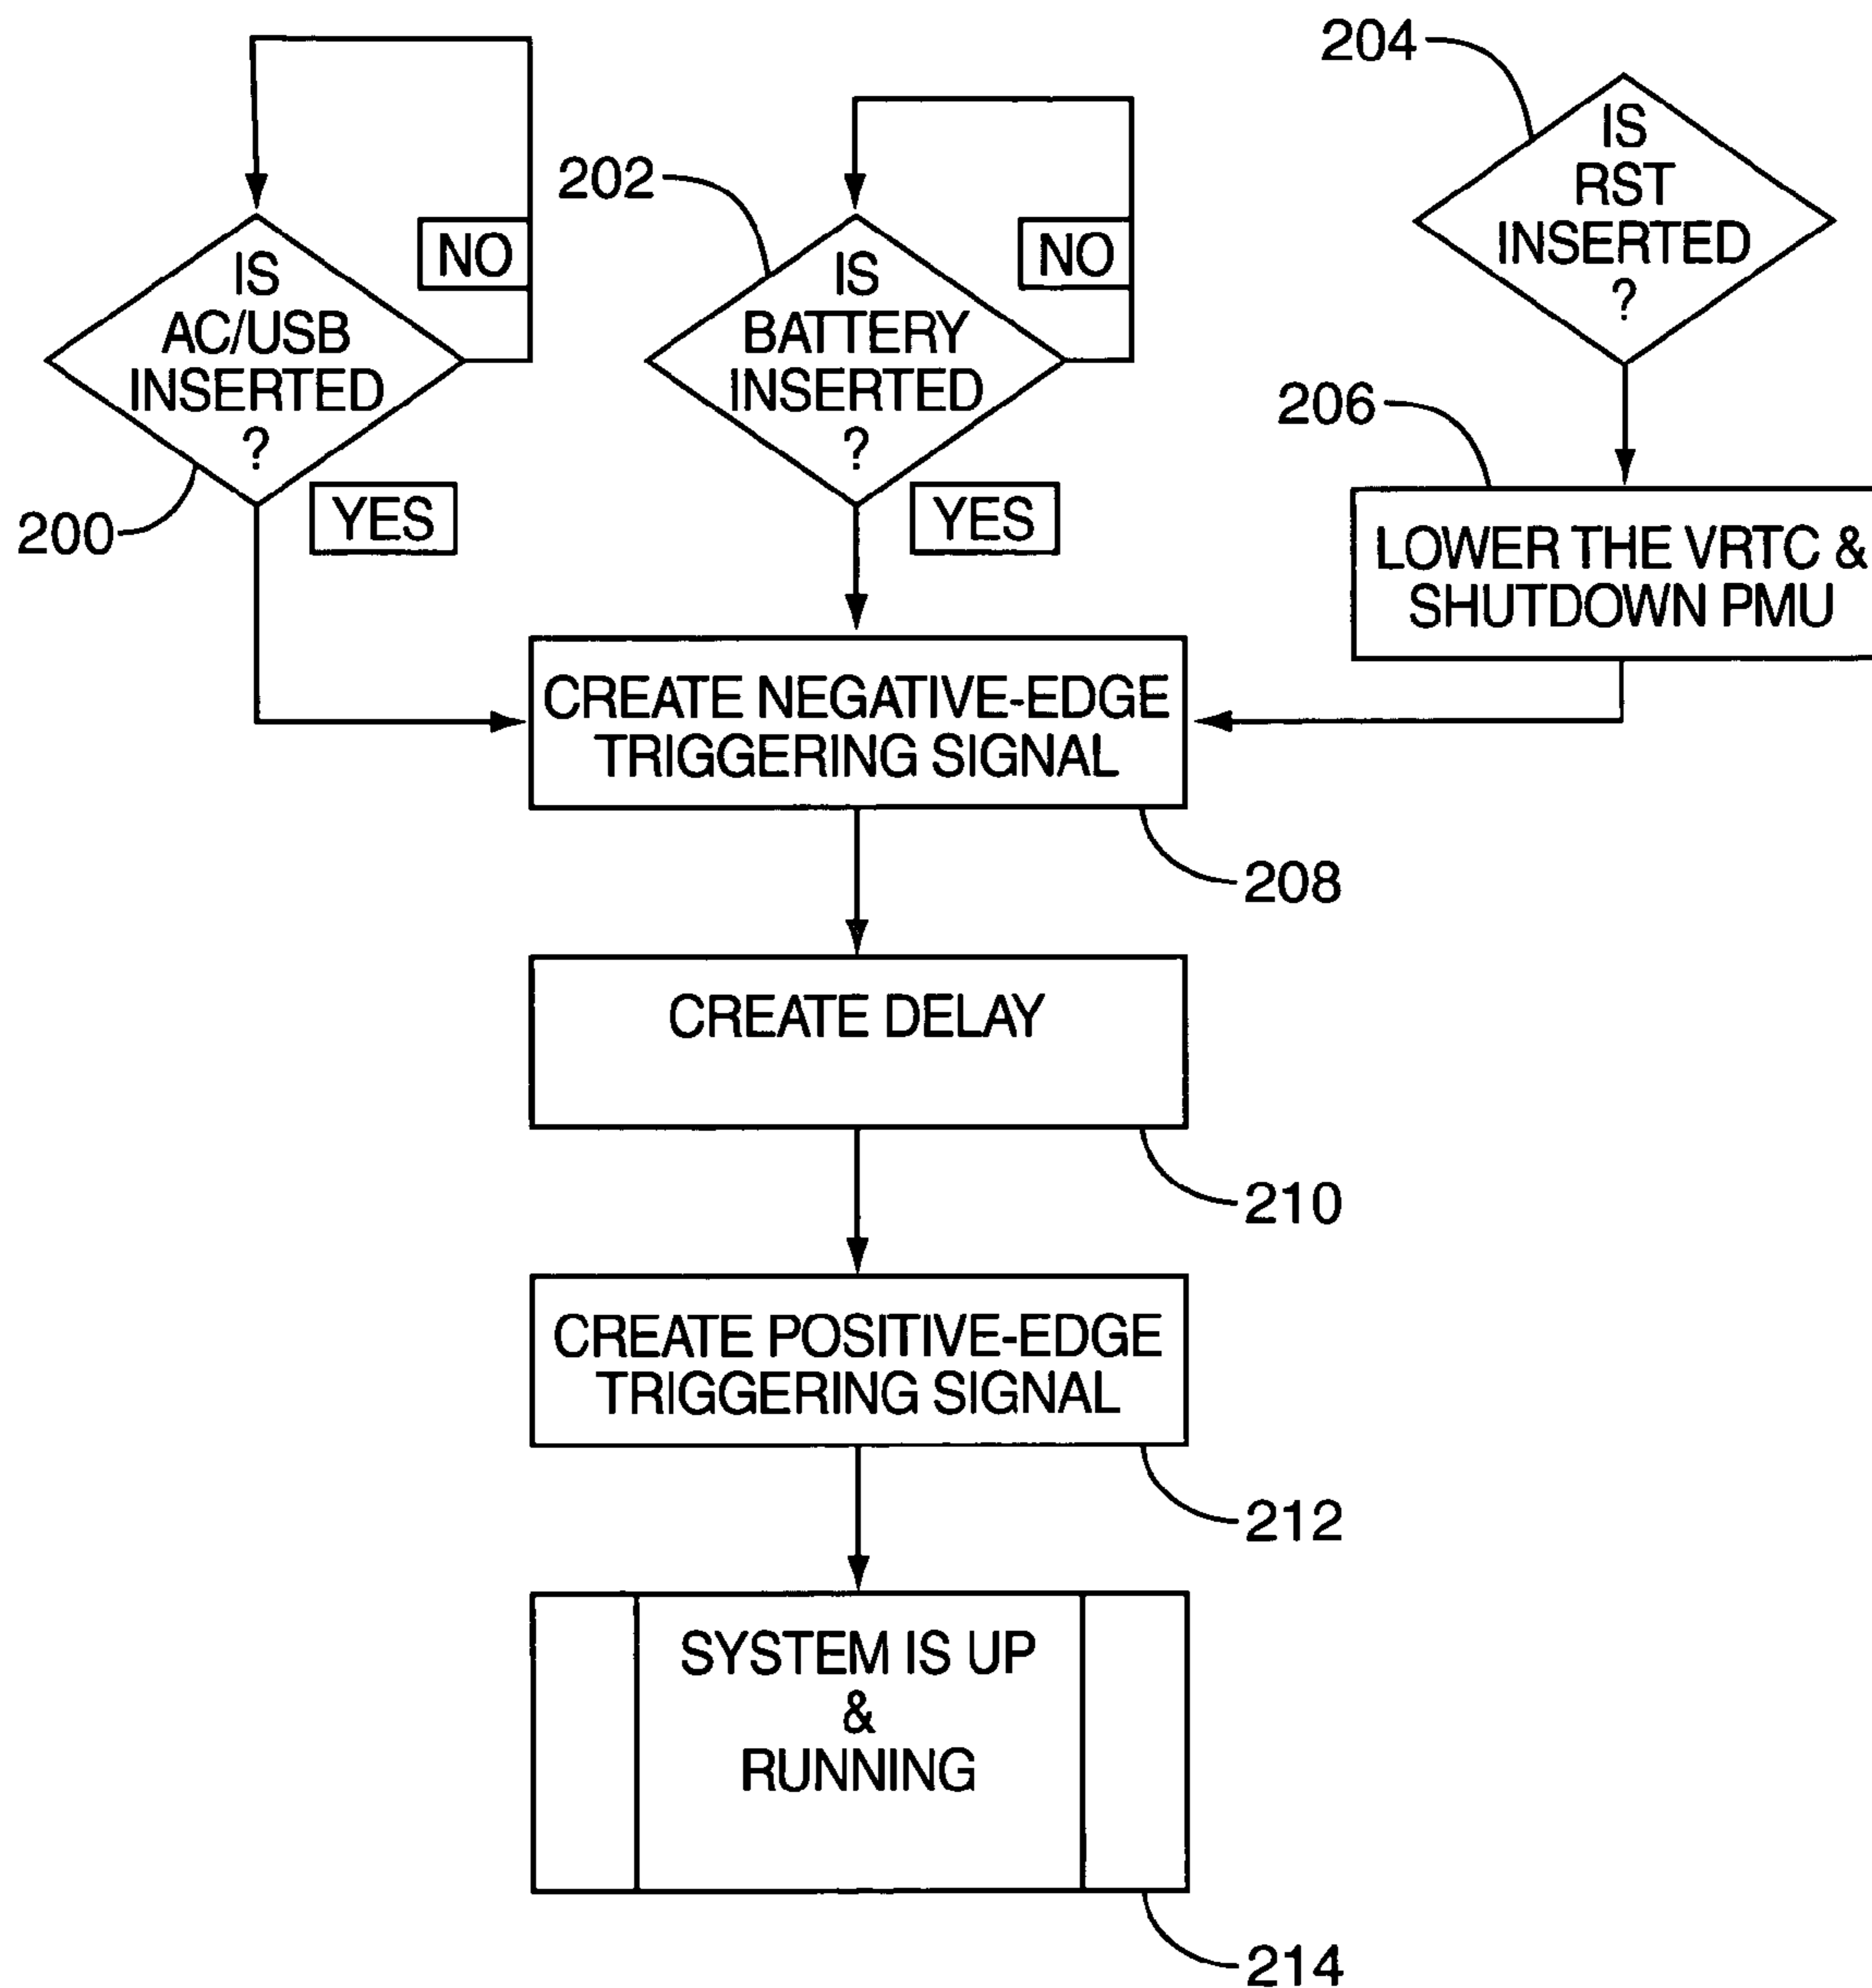 204
IS
RST
INSERTED
?
202
NO
NO
IS
AC/USB
INSERTED
?
IS
BATTERY
INSERTED
?
206
200
YES
YES
LOWER THE VRTC &
SHUTDOWN PMU
CREATE NEGATIVE-EDGE
TRIGGERING SIGNAL
208
CREATE DELAY
210
CREATE POSITIVE-EDGE
TRIGGERING SIGNAL
212
SYSTEM IS UP
&
RUNNING
214